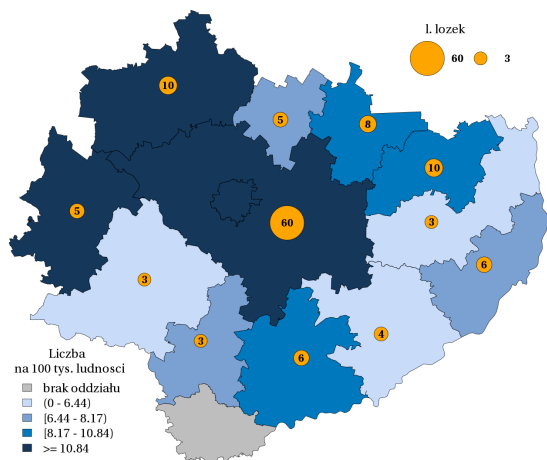 l. lozek
60 3
10
5
8
10
5
60
3
6
3
4
3
6
Liczba
na 100 tys. ludnosci
brak oddziału
(0 - 6.44)
[6.44 - 8.17)
[8.17 - 10.84)
>= 10.84